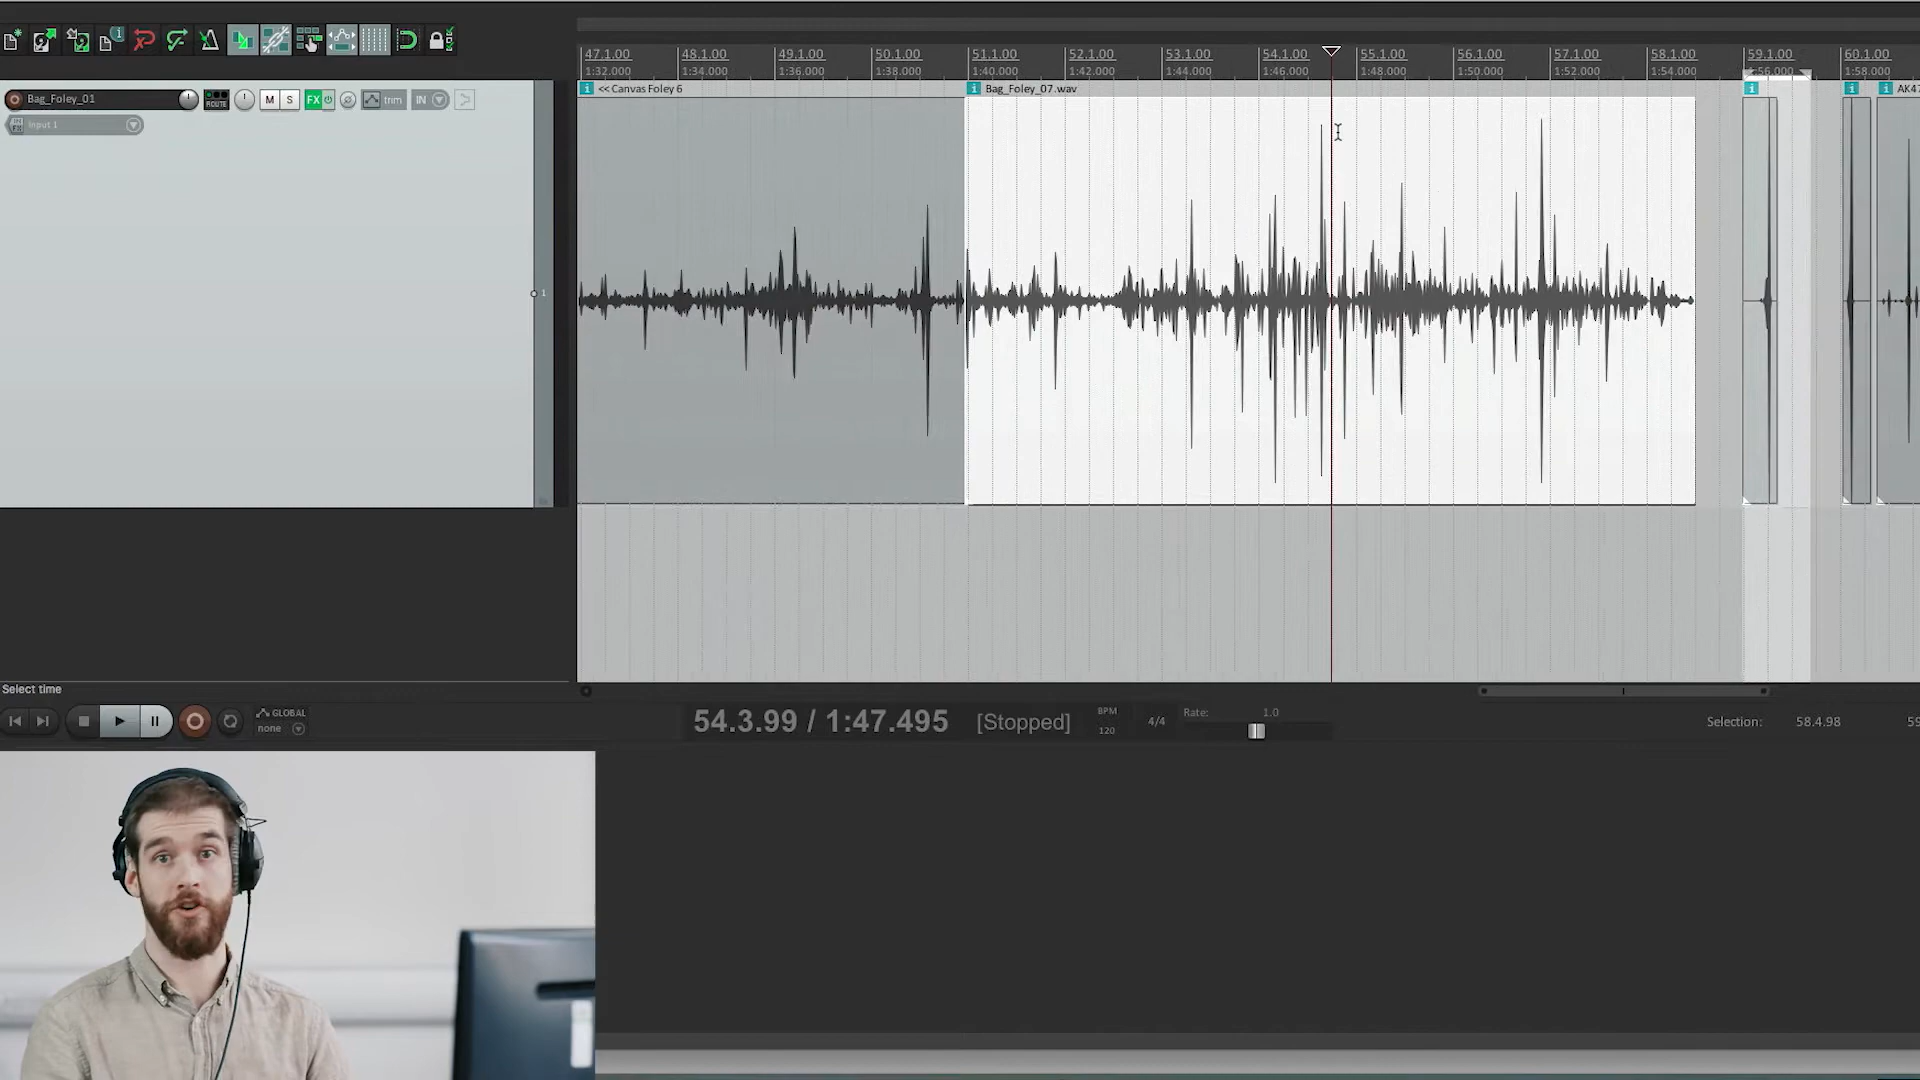 47.1.00 48.1.00 49.1.00 50.1.00 51.1.00 52.1.00 53.1.00 54.1.00 55.1.00 56.1.00 57.1.00 58.1.00 59.1.00 60.1.00
1:32.000 1:34.000 1:36.000 1:38.000 1:40.000 1:42.000 1:44.000 1:46.000 1:48.000 1:50.000 1:52.000 1:54.000 1:56.000 1:58.000
<< Canvas Foley 6 Bag_Foley_07.wav AK47
Bag_Foley_01 ROUTE M S FX trim IN
IN FX Input 1
1
Select time
GLOBAL
none
54.3.99 / 1:47.495 [Stopped] BPM 120 4/4 Rate: 1.0 Selection: 58.4.98 59